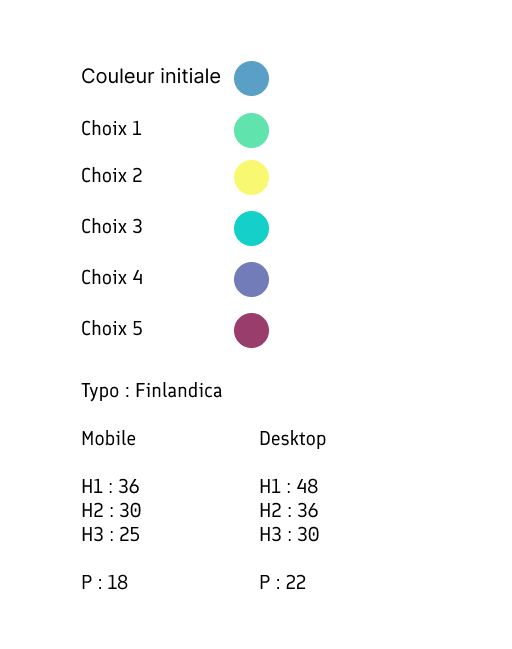 Couleur initiale
Choix 1
Choix 2
Choix 3
Choix 4
Choix 5
Typo : Finlandica
Mobile
H1 : 36
H2 : 30
H3 : 25
P : 18
Desktop
H1 : 48
H2 : 36
H3 : 30
P : 22